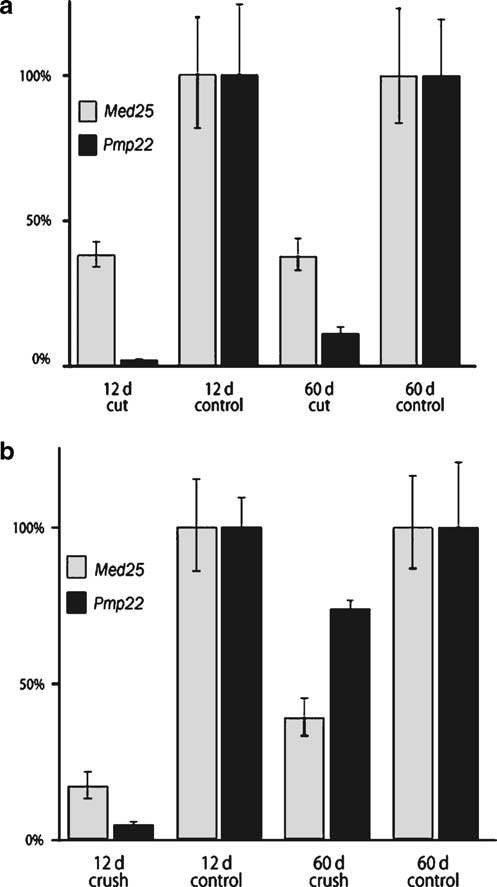 a
100%
Med25
Pmp22
50%
0%
12 d
cut
12 d
control
60 d
cut
60 d
control
b
100%
Med25
Pmp22
50%
0%
12 d
crush
12 d
control
60 d
crush
60 d
control